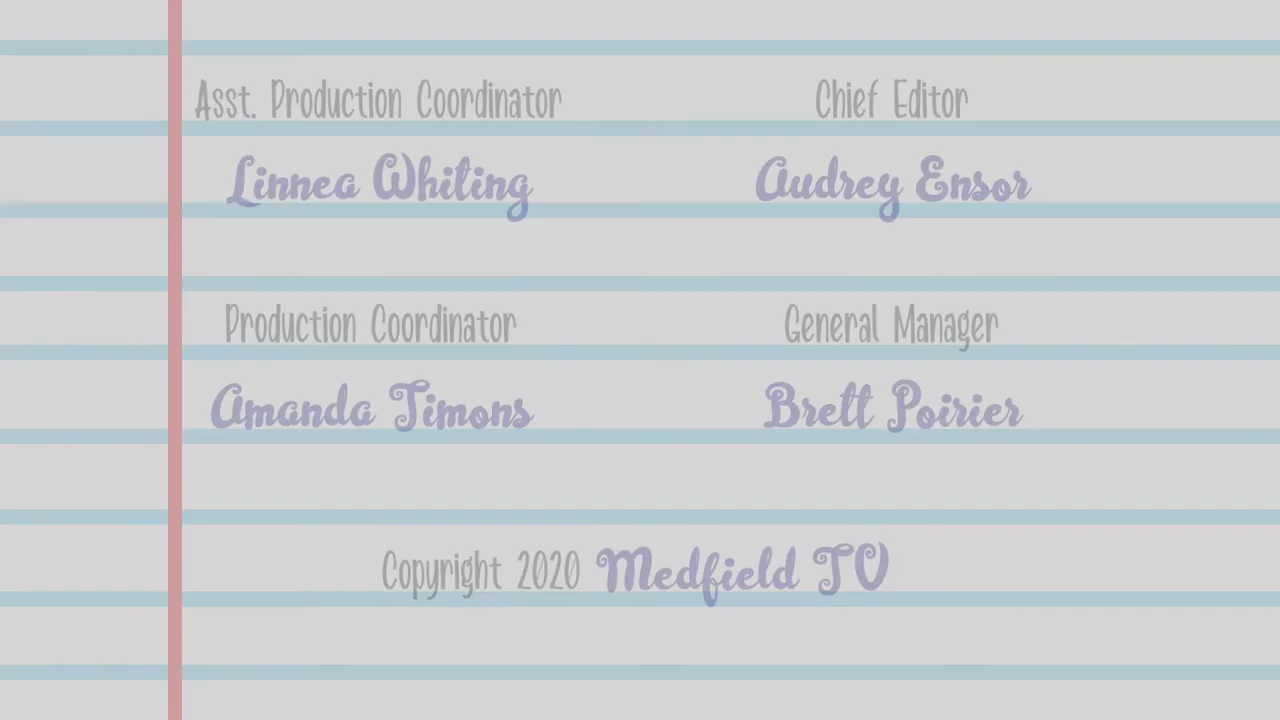 Asst. Production Coordinator
Linnea Whiting
Chief Editor
Audrey Ensor
Production Coordinator
Amanda Timons
General Manager
Brett Poirier
Copyright 2020 Medfield TV